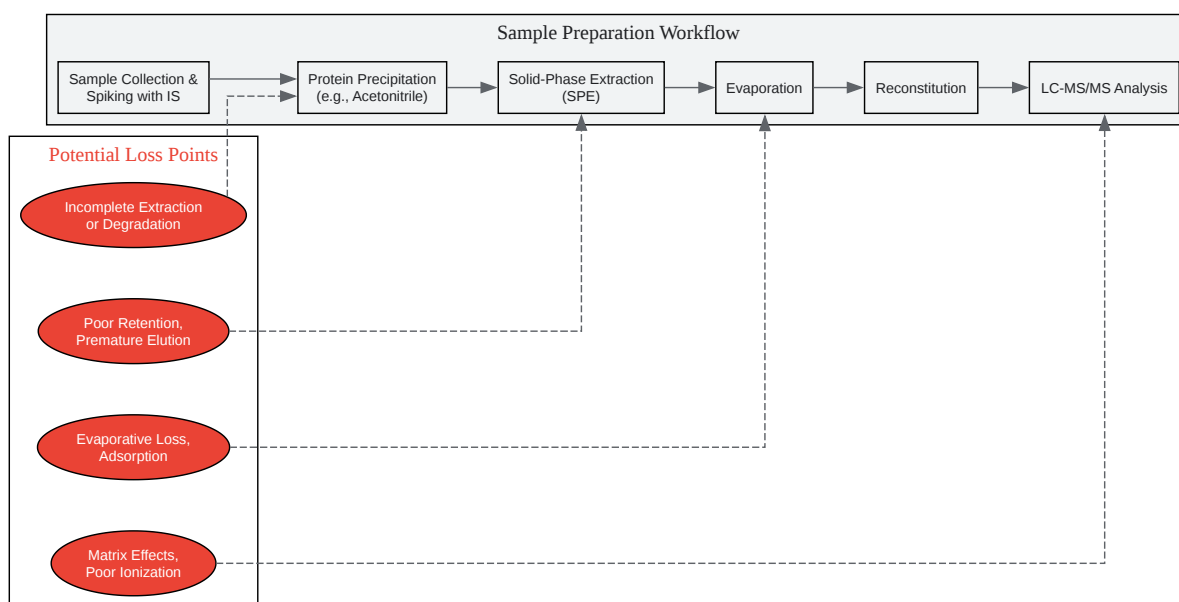 Sample Preparation Workflow
Sample Collection &
Spiking with IS
Protein Precipitation
(e.g., Acetonitrile)
Solid-Phase Extraction
(SPE)
Evaporation
Reconstitution
LC-MS/MS Analysis
Potential Loss Points
Incomplete Extraction
or Degradation
Poor Retention,
Premature Elution
Evaporative Loss,
Adsorption
Matrix Effects,
Poor Ionization